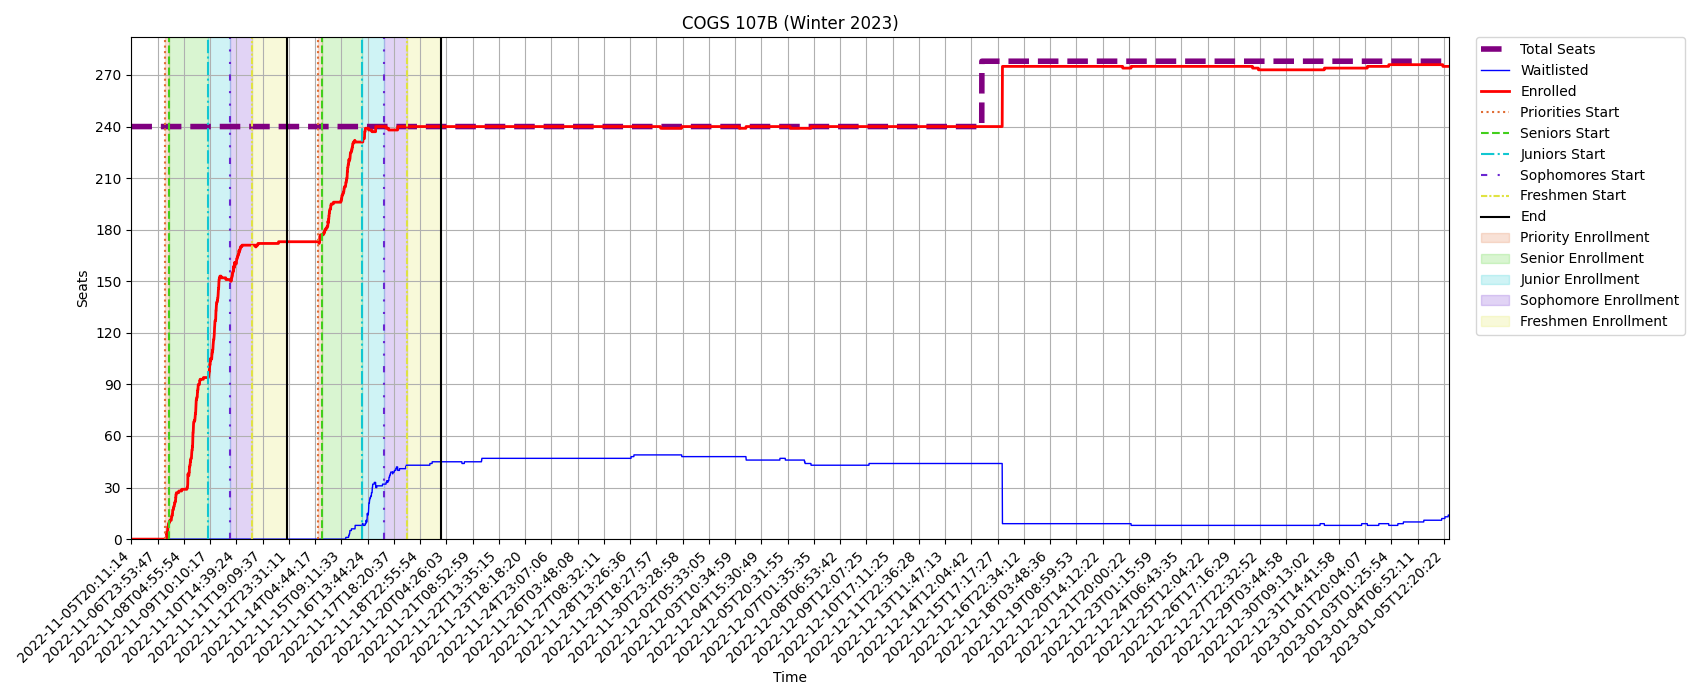 COGS 107B (Winter 2023)
Seats
270
240
210
180
150
120
90
60
30
0
2022-11-05T20:11:14
2022-11-06T23:53:47
2022-11-08T04:55:54
2022-11-09T10:10:17
2022-11-10T14:39:24
2022-11-11T19:09:37
2022-11-12T23:31:11
2022-11-14T04:44:17
2022-11-15T09:11:33
2022-11-16T13:44:24
2022-11-17T18:20:37
2022-11-18T22:55:54
2022-11-20T04:26:03
2022-11-21T08:52:59
2022-11-22T13:35:15
2022-11-23T18:18:20
2022-11-24T23:07:06
2022-11-26T03:48:08
2022-11-27T08:32:11
2022-11-28T13:26:36
2022-11-29T18:27:57
2022-11-30T23:28:58
2022-12-02T05:33:05
2022-12-03T10:34:59
2022-12-04T15:30:49
2022-12-05T20:31:55
2022-12-07T01:35:35
2022-12-08T06:53:42
2022-12-09T12:07:25
2022-12-10T17:11:25
2022-12-11T22:36:28
2022-12-13T11:47:13
2022-12-14T12:04:42
2022-12-15T17:17:27
2022-12-16T22:34:12
2022-12-18T03:48:36
2022-12-19T08:59:53
2022-12-20T14:12:22
2022-12-21T20:00:22
2022-12-23T01:15:59
2022-12-24T06:43:35
2022-12-25T12:04:22
2022-12-26T17:16:29
2022-12-27T22:32:52
2022-12-29T03:44:58
2022-12-30T09:13:02
2022-12-31T14:41:58
2023-01-01T20:04:07
2023-01-03T01:25:54
2023-01-04T06:52:11
2023-01-05T12:20:22
Time
Total Seats
Waitlisted
Enrolled
Priorities Start
Seniors Start
Juniors Start
Sophomores Start
Freshmen Start
End
Priority Enrollment
Senior Enrollment
Junior Enrollment
Sophomore Enrollment
Freshmen Enrollment